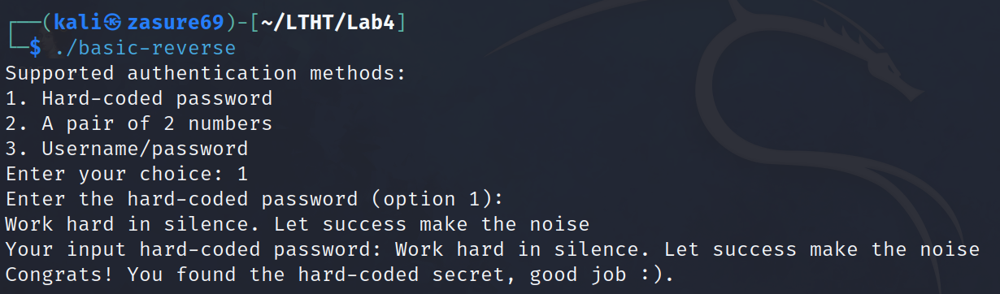 ┌──(kali㉿zasure69)-[~/LTHT/Lab4]
└─$ ./basic-reverse
Supported authentication methods:
1. Hard-coded password
2. A pair of 2 numbers
3. Username/password
Enter your choice: 1
Enter the hard-coded password (option 1):
Work hard in silence. Let success make the noise
Your input hard-coded password: Work hard in silence. Let success make the noise
Congrats! You found the hard-coded secret, good job :).